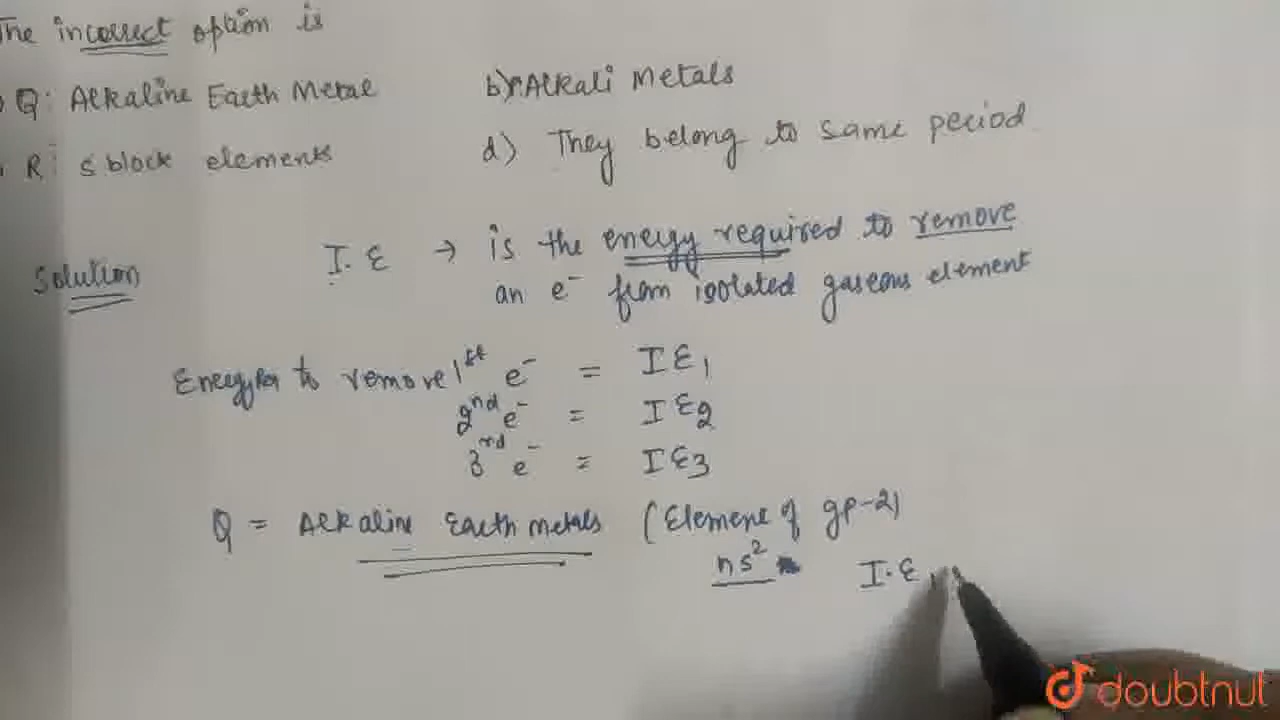 The incorrect option is
Q: Alkaline Earth Metal b) Alkali Metals
R: s block elements d) They belong to same period
Solution I.E → is the energy required to remove
an e⁻ from isolated gaseous element
to remove 1st e⁻ = IE₁
2nd e⁻ = IE₂
3rd e⁻ = IE₃
Q = Alkaline Earth metals (Element of gp-2)
ns² I.E
doubtnut